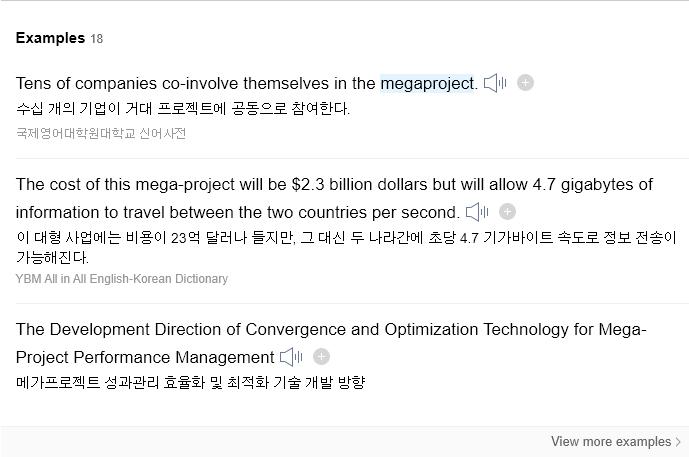 Examples 18
Tens of companies co-involve themselves in the megaproject.
수십 개의 기업이 거대 프로젝트에 공동으로 참여한다.
국제영어대학원대학교 신어사전
The cost of this mega-project will be $2.3 billion dollars but will allow 4.7 gigabytes of
information to travel between the two countries per second.
이 대형 사업에는 비용이 23억 달러나 들지만, 그 대신 두 나라간에 초당 4.7 기가바이트 속도로 정보 전송이
가능해진다.
YBM All in All English-Korean Dictionary
The Development Direction of Convergence and Optimization Technology for Mega-
Project Performance Management
메가프로젝트 성과관리 효율화 및 최적화 기술 개발 방향
View more examples